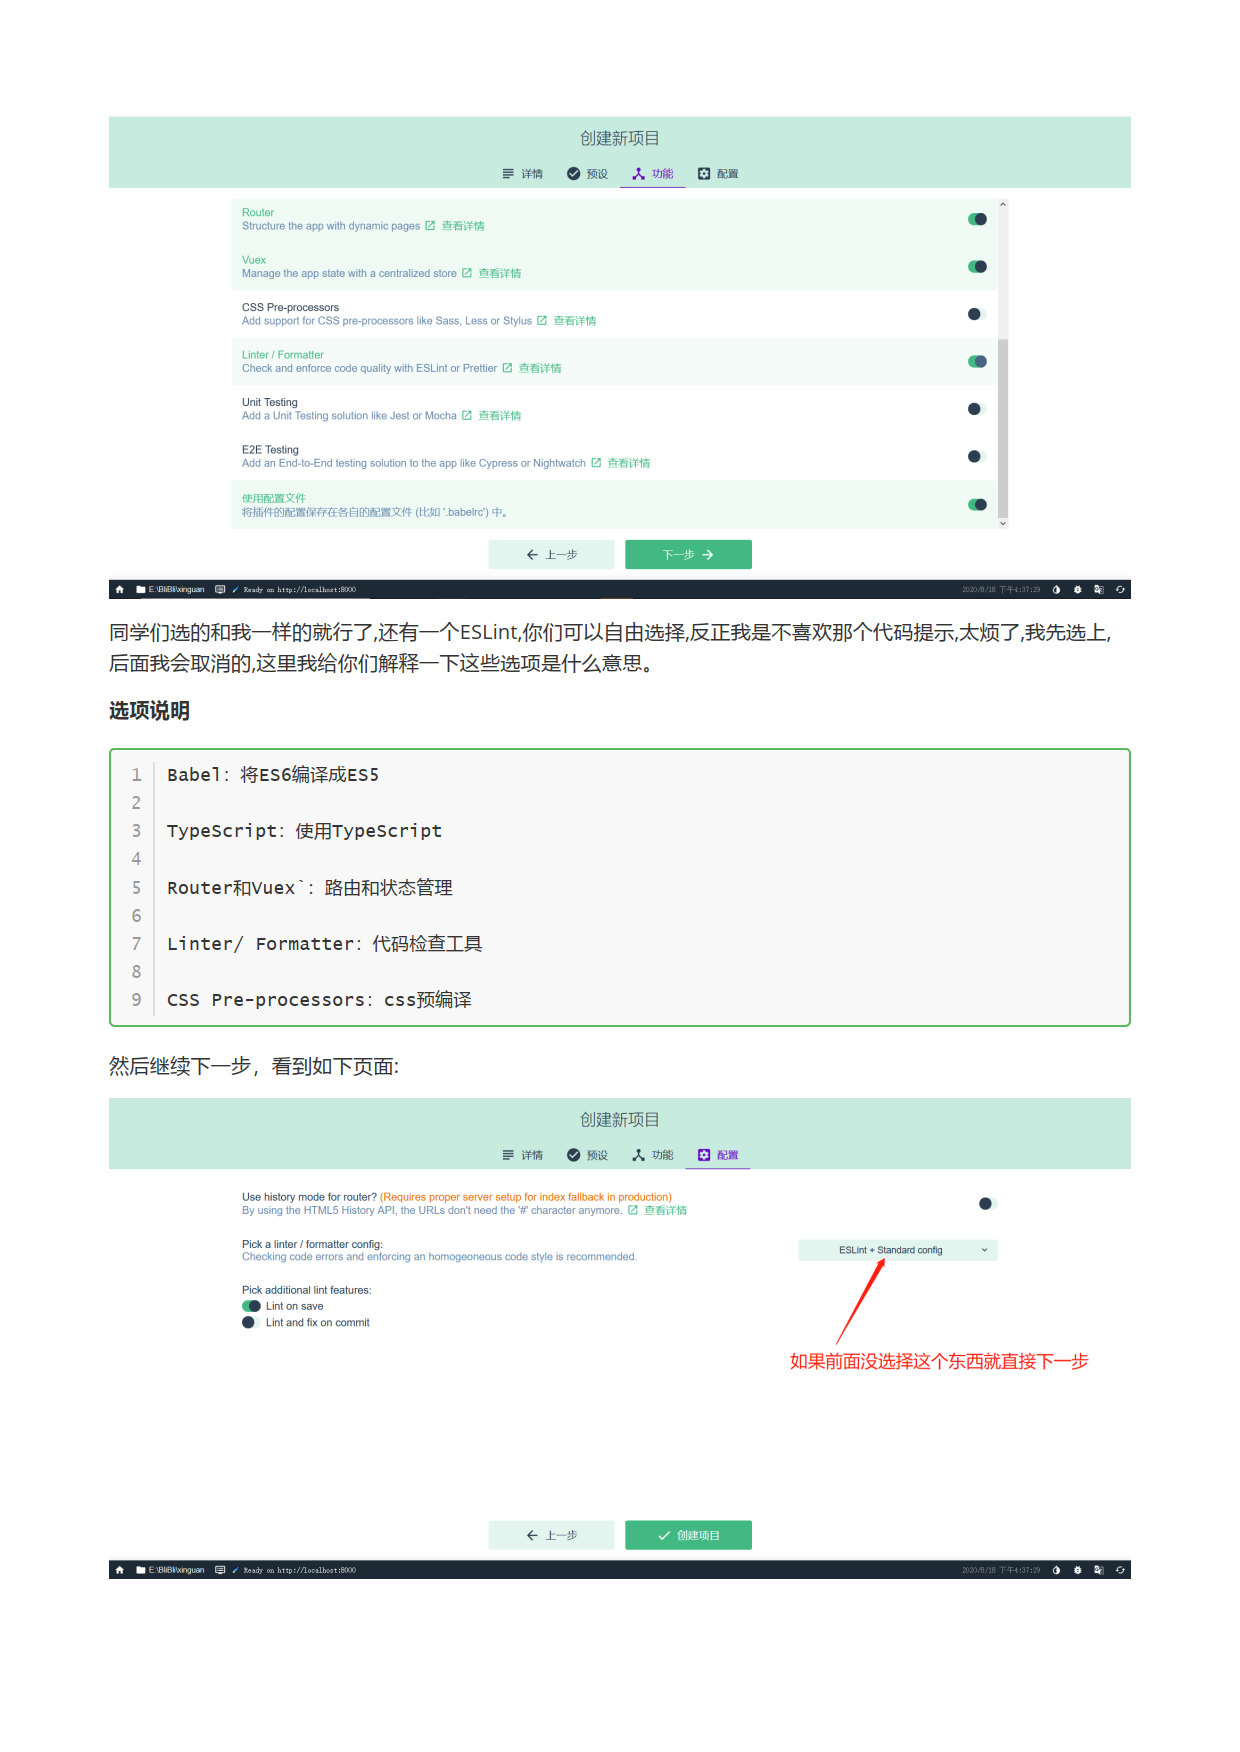 创建新项目
详情 预设 功能 配置
Router
Structure the app with dynamic pages 查看详情
Vuex
Manage the app state with a centralized store 查看详情
CSS Pre-processors
Add support for CSS pre-processors like Sass, Less or Stylus 查看详情
Linter / Formatter
Check and enforce code quality with ESLint or Prettier 查看详情
Unit Testing
Add a Unit Testing solution like Jest or Mocha 查看详情
E2E Testing
Add an End-to-End testing solution to the app like Cypress or Nightwatch 查看详情
使用配置文件
将插件的配置保存在各自的配置文件 (比如 '.babelrc') 中。
上一步 下一步
E:\BliBli\xinguan Ready on http://localhost:8000 2020/8/18 下午4:37:29
同学们选的和我一样的就行了,还有一个ESLint,你们可以自由选择,反正我是不喜欢那个代码提示,太烦了,我先选上,
后面我会取消的,这里我给你们解释一下这些选项是什么意思。
选项说明
1 Babel：将ES6编译成ES5
2
3 TypeScript：使用TypeScript
4
5 Router和Vuex`：路由和状态管理
6
7 Linter/ Formatter：代码检查工具
8
9 CSS Pre-processors：css预编译
然后继续下一步，看到如下页面:
创建新项目
详情 预设 功能 配置
Use history mode for router? (Requires proper server setup for index fallback in production)
By using the HTML5 History API, the URLs don't need the '#' character anymore. 查看详情
Pick a linter / formatter config:
Checking code errors and enforcing an homogeoneous code style is recommended.
ESLint + Standard config
Pick additional lint features:
Lint on save
Lint and fix on commit
如果前面没选择这个东西就直接下一步
上一步 创建项目
E:\BliBli\xinguan Ready on http://localhost:8000 2020/8/18 下午4:37:29